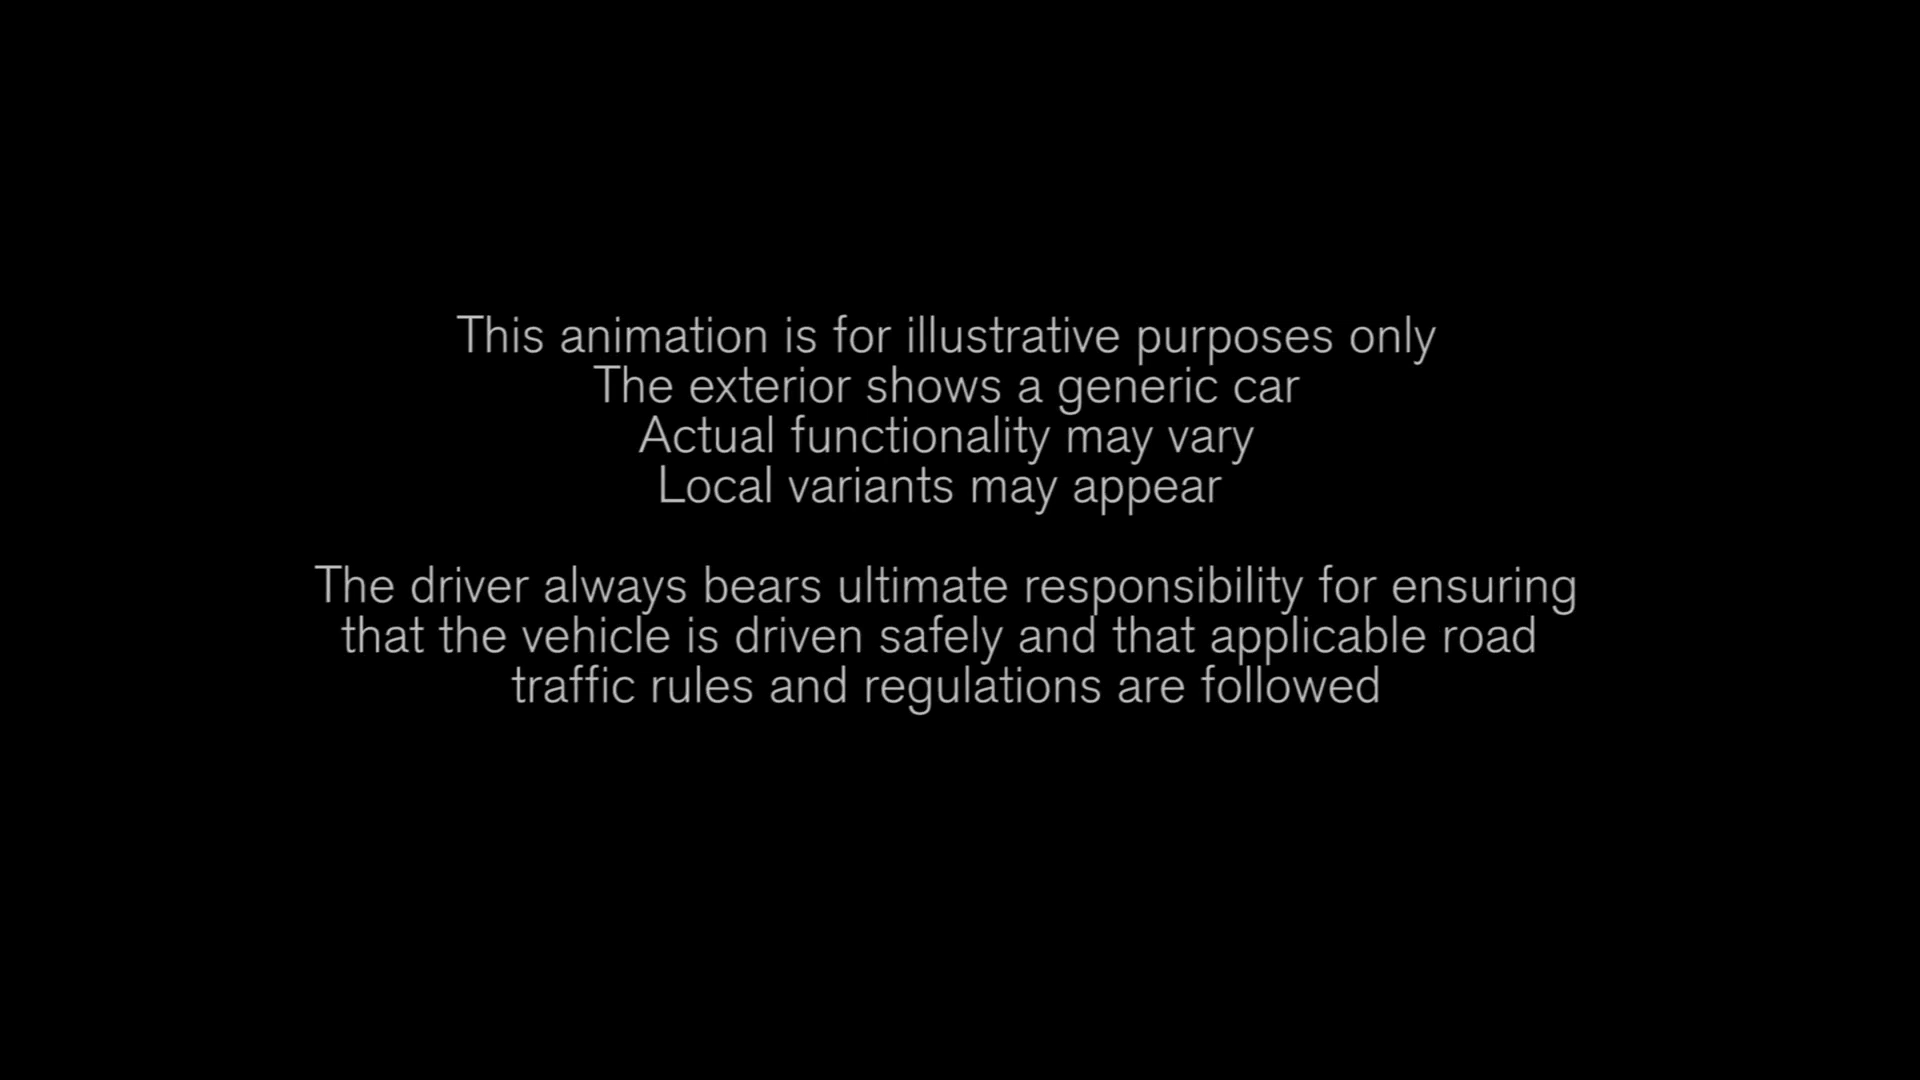 This animation is for illustrative purposes only
The exterior shows a generic car
Actual functionality may vary
Local variants may appear
The driver always bears ultimate responsibility for ensuring
that the vehicle is driven safely and that applicable road
traffic rules and regulations are followed